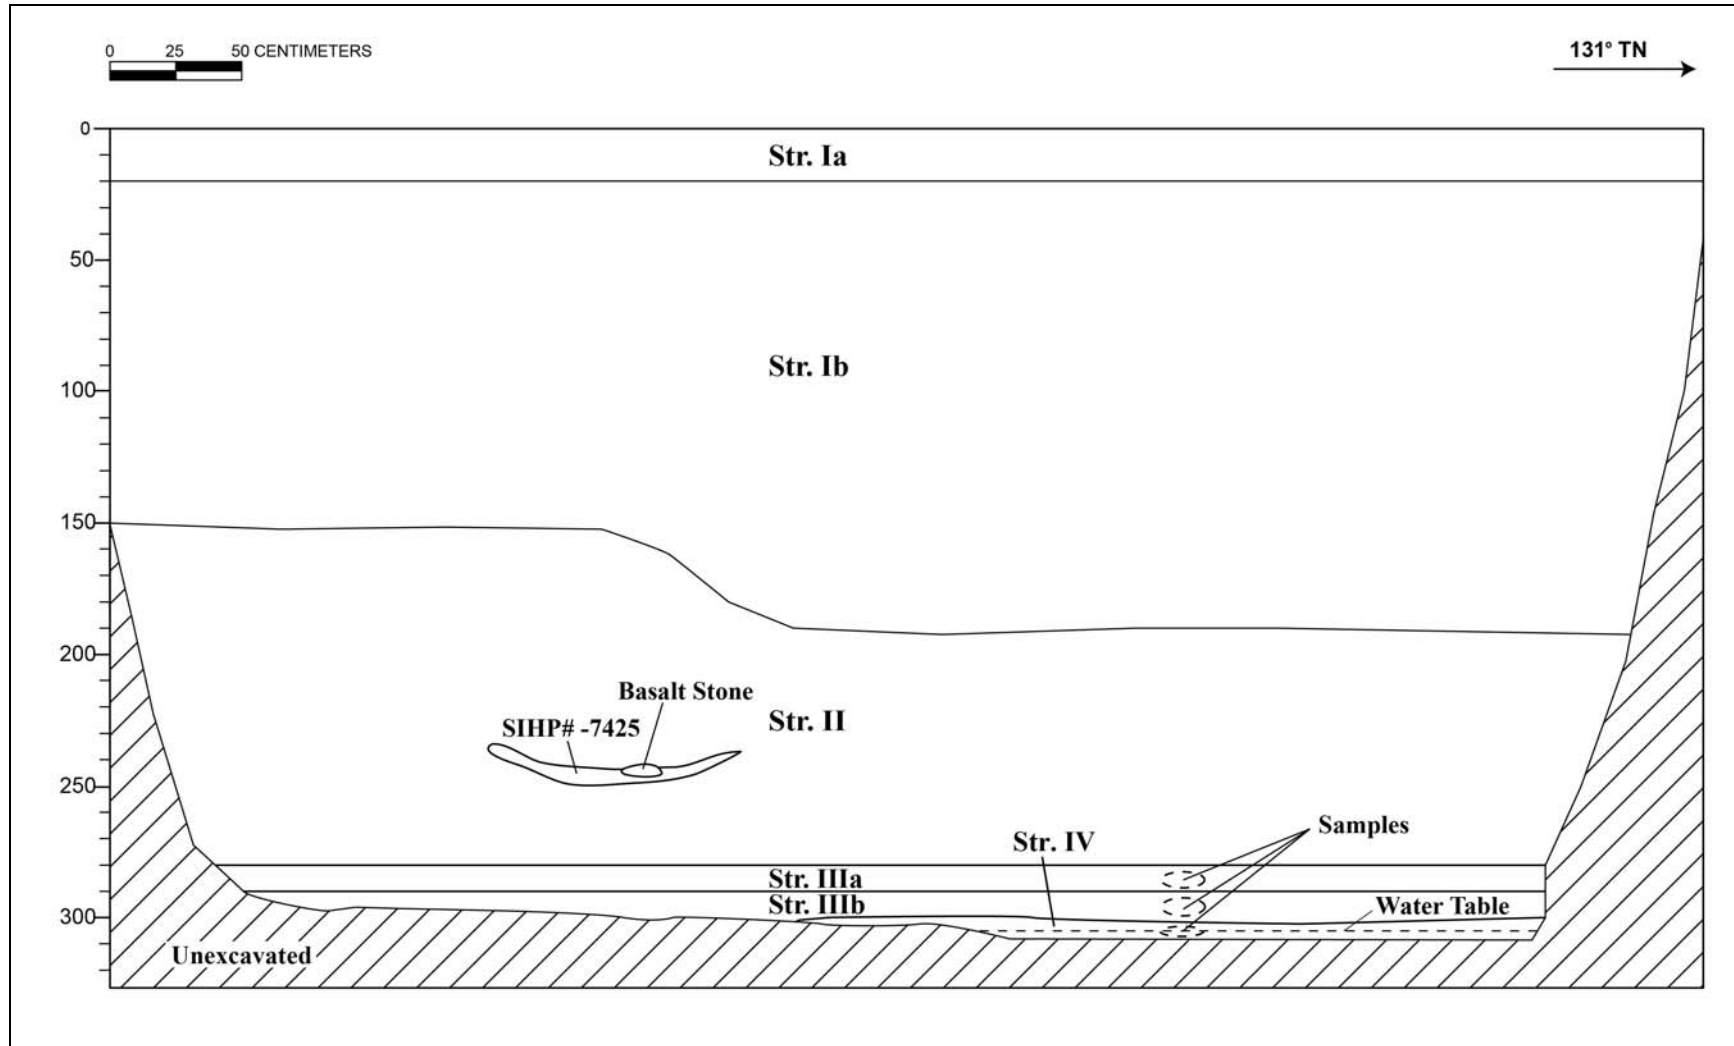 0 25 50 CENTIMETERS
131° TN
0
Str. Ia
50
Str. Ib
100
150
200
Basalt Stone
Str. II
SIHP# -7425
250
Samples
Str. IV
Str. IIIa
Str. IIIb
Water Table
300
Unexcavated